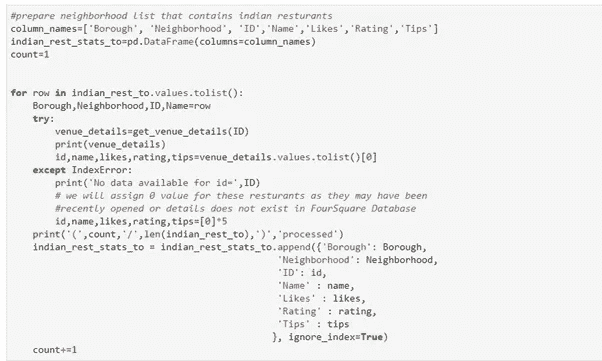 #prepare neighborhood list that contains indian resturants
column_names=['Borough', 'Neighborhood', 'ID','Name','Likes','Rating','Tips']
indian_rest_stats_to=pd.DataFrame(columns=column_names)
count=1
for row in indian_rest_to.values.tolist():
    Borough,Neighborhood,ID,Name=row
    try:
        venue_details=get_venue_details(ID)
        print(venue_details)
        id,name,likes,rating,tips=venue_details.values.tolist()[0]
    except IndexError:
        print('No data available for id=',ID)
        # we will assign 0 value for these resturants as they may have been
        #recently opened or details does not exist in FourSquare Database
        id,name,likes,rating,tips=[0]*5
    print('(',count,'/',len(indian_rest_to),')','processed')
    indian_rest_stats_to = indian_rest_stats_to.append({'Borough': Borough,
                                                'Neighborhood': Neighborhood,
                                                'ID': id,
                                                'Name' : name,
                                                'Likes' : likes,
                                                'Rating' : rating,
                                                'Tips' : tips
                                               }, ignore_index=True)
    count+=1